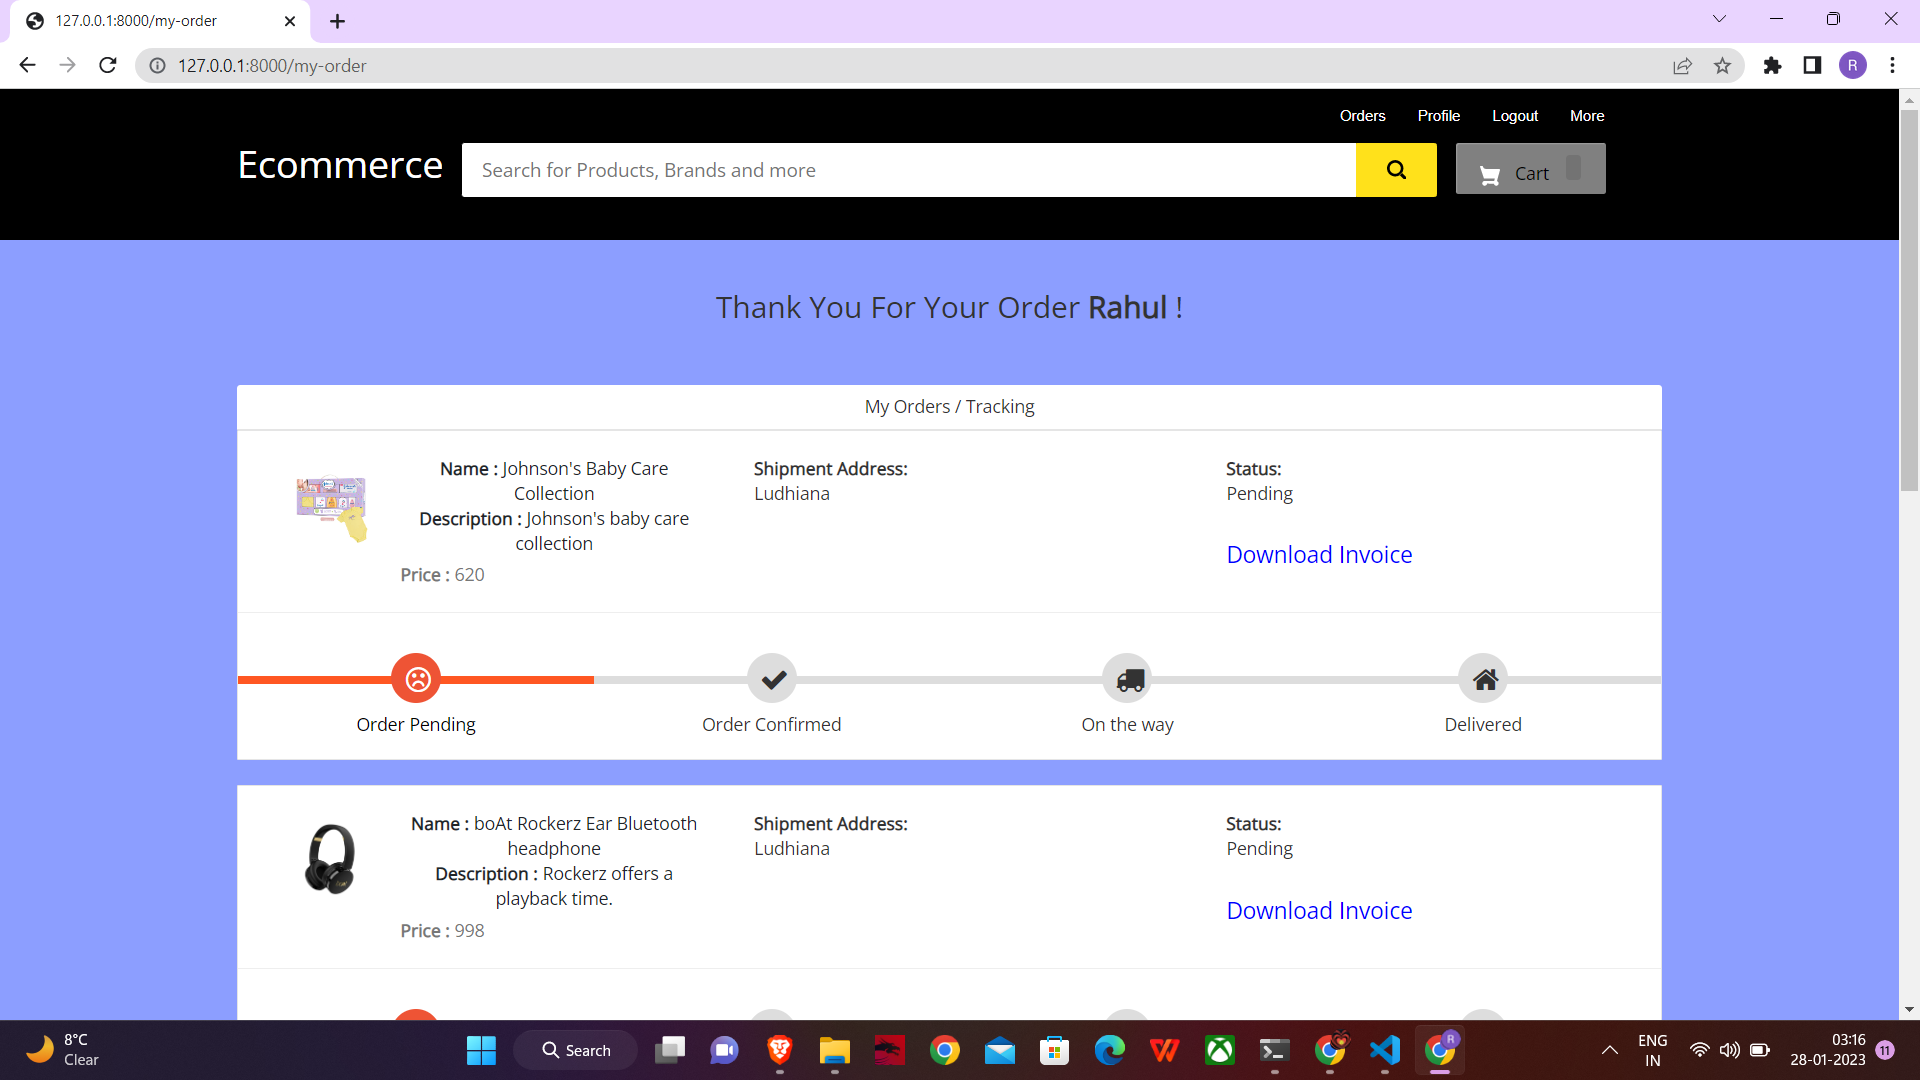 127.0.0.1:8000/my-order
127.0.0.1:8000/my-order
R
Orders Profile Logout More
Ecommerce
Search for Products, Brands and more
Cart
Thank You For Your Order Rahul !
My Orders / Tracking
Name : Johnson's Baby Care
Collection
Description : Johnson's baby care
collection
Price : 620
Shipment Address:
Ludhiana
Status:
Pending
Download Invoice
Order Pending
Order Confirmed
On the way
Delivered
Name : boAt Rockerz Ear Bluetooth
headphone
Description : Rockerz offers a
playback time.
Price : 998
Shipment Address:
Ludhiana
Status:
Pending
Download Invoice
8°C
Clear
Search
R
ENG
IN
03:16
28-01-2023
11